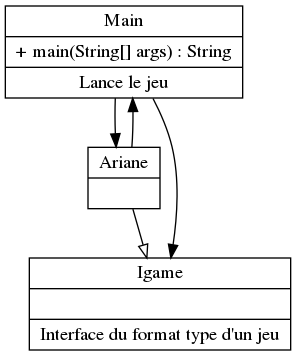 Main
+ main(String[] args) : String
Lance le jeu
Ariane
Igame
Interface du format type d'un jeu